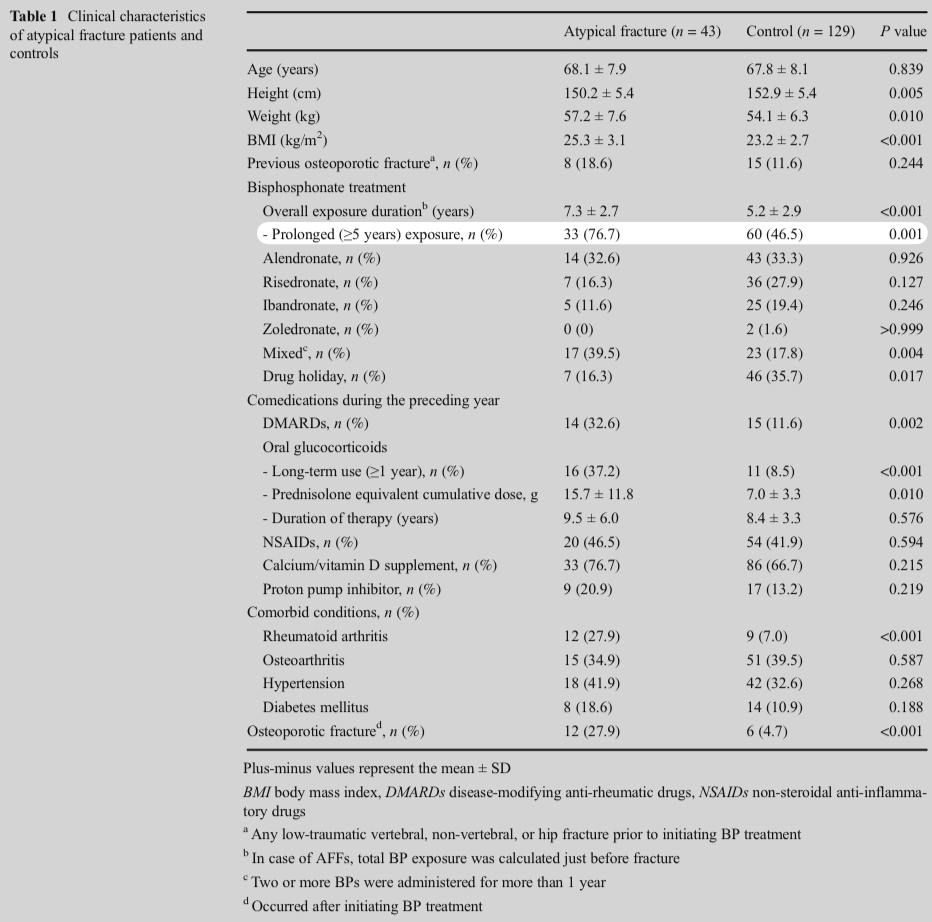 Table 1 Clinical characteristics
of atypical fracture patients and
controls
Atypical fracture (n = 43) Control (n = 129) P value
Age (years) 68.1 ± 7.9 67.8 ± 8.1 0.839
Height (cm) 150.2 ± 5.4 152.9 ± 5.4 0.005
Weight (kg) 57.2 ± 7.6 54.1 ± 6.3 0.010
BMI (kg/m²) 25.3 ± 3.1 23.2 ± 2.7 <0.001
Previous osteoporotic fractureᵃ, n (%) 8 (18.6) 15 (11.6) 0.244
Bisphosphonate treatment
Overall exposure durationᵇ (years) 7.3 ± 2.7 5.2 ± 2.9 <0.001
- Prolonged (≥5 years) exposure, n (%) 33 (76.7) 60 (46.5) 0.001
Alendronate, n (%) 14 (32.6) 43 (33.3) 0.926
Risedronate, n (%) 7 (16.3) 36 (27.9) 0.127
Ibandronate, n (%) 5 (11.6) 25 (19.4) 0.246
Zoledronate, n (%) 0 (0) 2 (1.6) >0.999
Mixedᶜ, n (%) 17 (39.5) 23 (17.8) 0.004
Drug holiday, n (%) 7 (16.3) 46 (35.7) 0.017
Comedications during the preceding year
DMARDs, n (%) 14 (32.6) 15 (11.6) 0.002
Oral glucocorticoids
- Long-term use (≥1 year), n (%) 16 (37.2) 11 (8.5) <0.001
- Prednisolone equivalent cumulative dose, g 15.7 ± 11.8 7.0 ± 3.3 0.010
- Duration of therapy (years) 9.5 ± 6.0 8.4 ± 3.3 0.576
NSAIDs, n (%) 20 (46.5) 54 (41.9) 0.594
Calcium/vitamin D supplement, n (%) 33 (76.7) 86 (66.7) 0.215
Proton pump inhibitor, n (%) 9 (20.9) 17 (13.2) 0.219
Comorbid conditions, n (%)
Rheumatoid arthritis 12 (27.9) 9 (7.0) <0.001
Osteoarthritis 15 (34.9) 51 (39.5) 0.587
Hypertension 18 (41.9) 42 (32.6) 0.268
Diabetes mellitus 8 (18.6) 14 (10.9) 0.188
Osteoporotic fractureᵈ, n (%) 12 (27.9) 6 (4.7) <0.001
Plus-minus values represent the mean ± SD
BMI body mass index, DMARDs disease-modifying anti-rheumatic drugs, NSAIDs non-steroidal anti-inflamma-
tory drugs
ᵃ Any low-traumatic vertebral, non-vertebral, or hip fracture prior to initiating BP treatment
ᵇ In case of AFFs, total BP exposure was calculated just before fracture
ᶜ Two or more BPs were administered for more than 1 year
ᵈ Occurred after initiating BP treatment